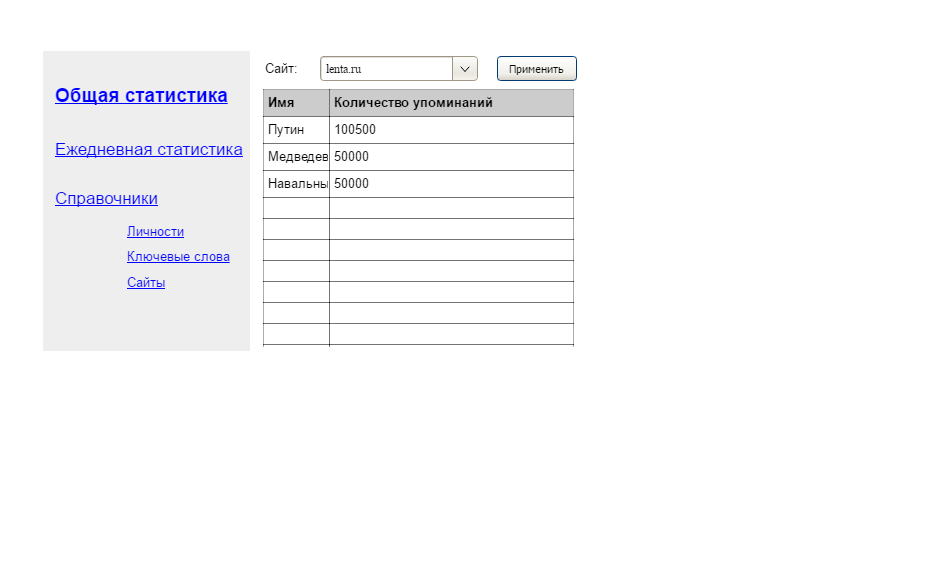 Общая статистика
Ежедневная статистика
Справочники
Личности
Ключевые слова
Сайты
Сайт: lenta.ru Применить
Имя Количество упоминаний
Путин 100500
Медведев 50000
Навальны 50000